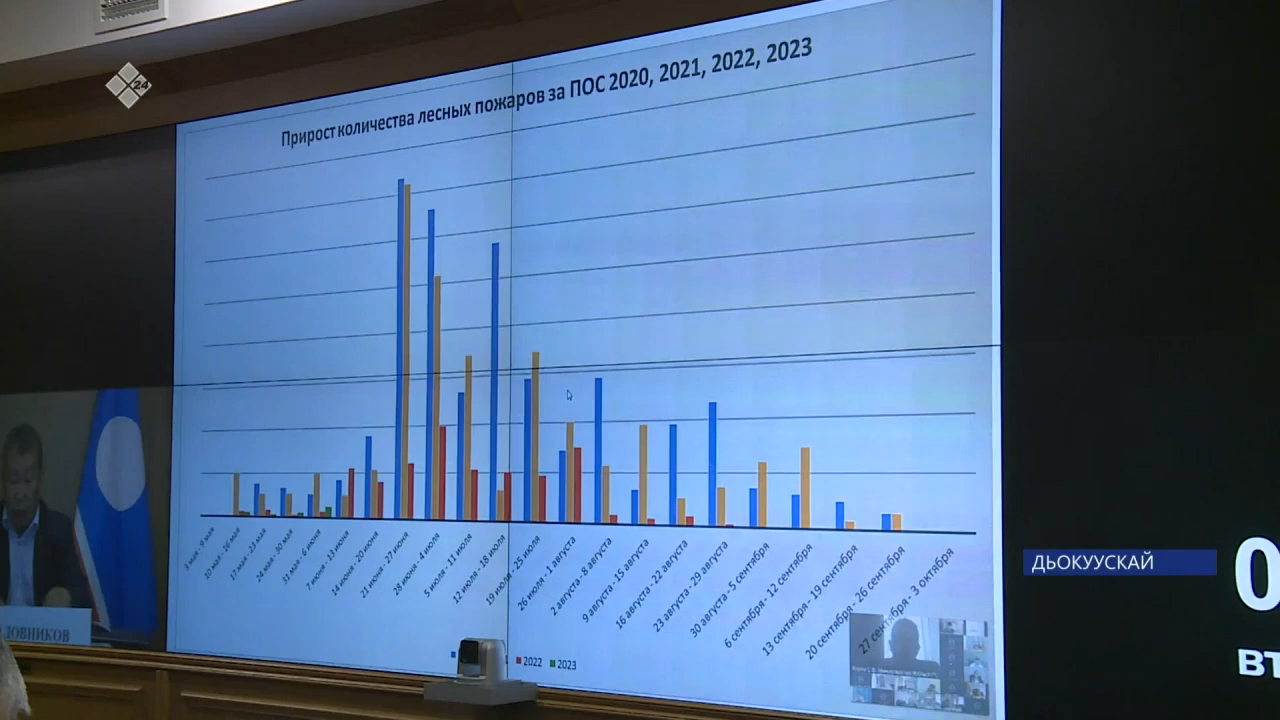 24
Прирост количества лесных пожаров за ПОС 2020, 2021, 2022, 2023
3 мая - 9 мая
10 мая - 16 мая
17 мая - 23 мая
24 мая - 30 мая
31 мая - 6 июня
7 июня - 13 июня
14 июня - 20 июня
21 июня - 27 июня
28 июня - 4 июля
5 июля - 11 июля
12 июля - 18 июля
19 июля - 25 июля
26 июля - 1 августа
2 августа - 8 августа
9 августа - 15 августа
16 августа - 22 августа
23 августа - 29 августа
30 августа - 5 сентября
6 сентября - 12 сентября
13 сентября - 19 сентября
20 сентября - 26 сентября
27 сентября - 3 октября
2022 2023
ДЬОКУУСКАЙ
0
ВТ
ЛОВНИКОВ